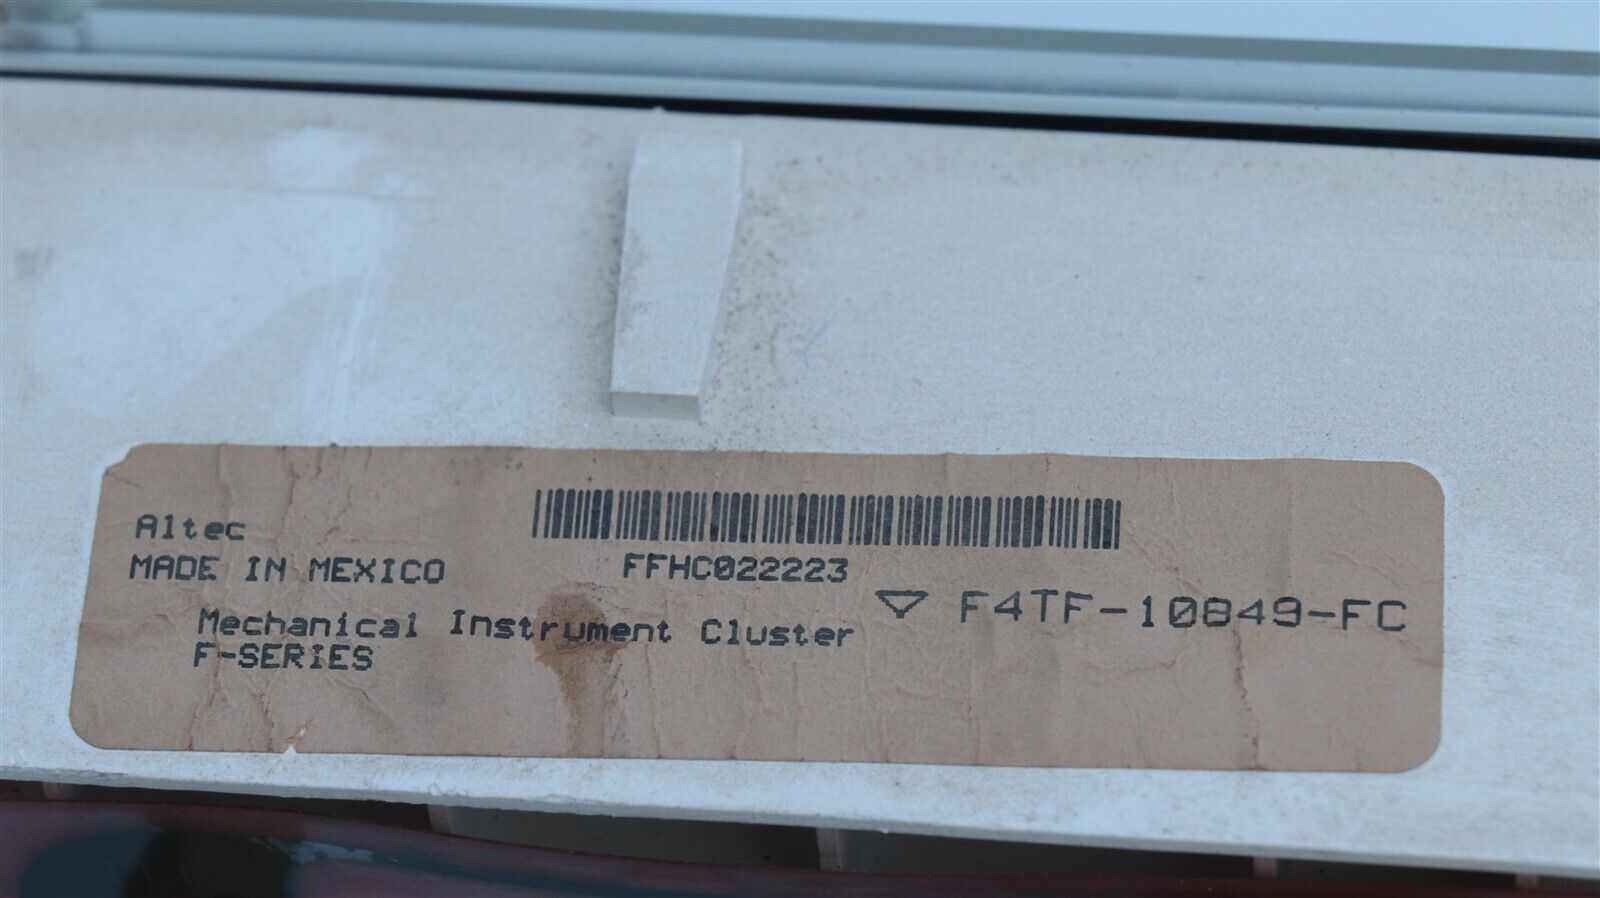 Altec
MADE IN MEXICO
FFHC022223
F4TF-10849-FC
Mechanical Instrument Cluster
F-SERIES